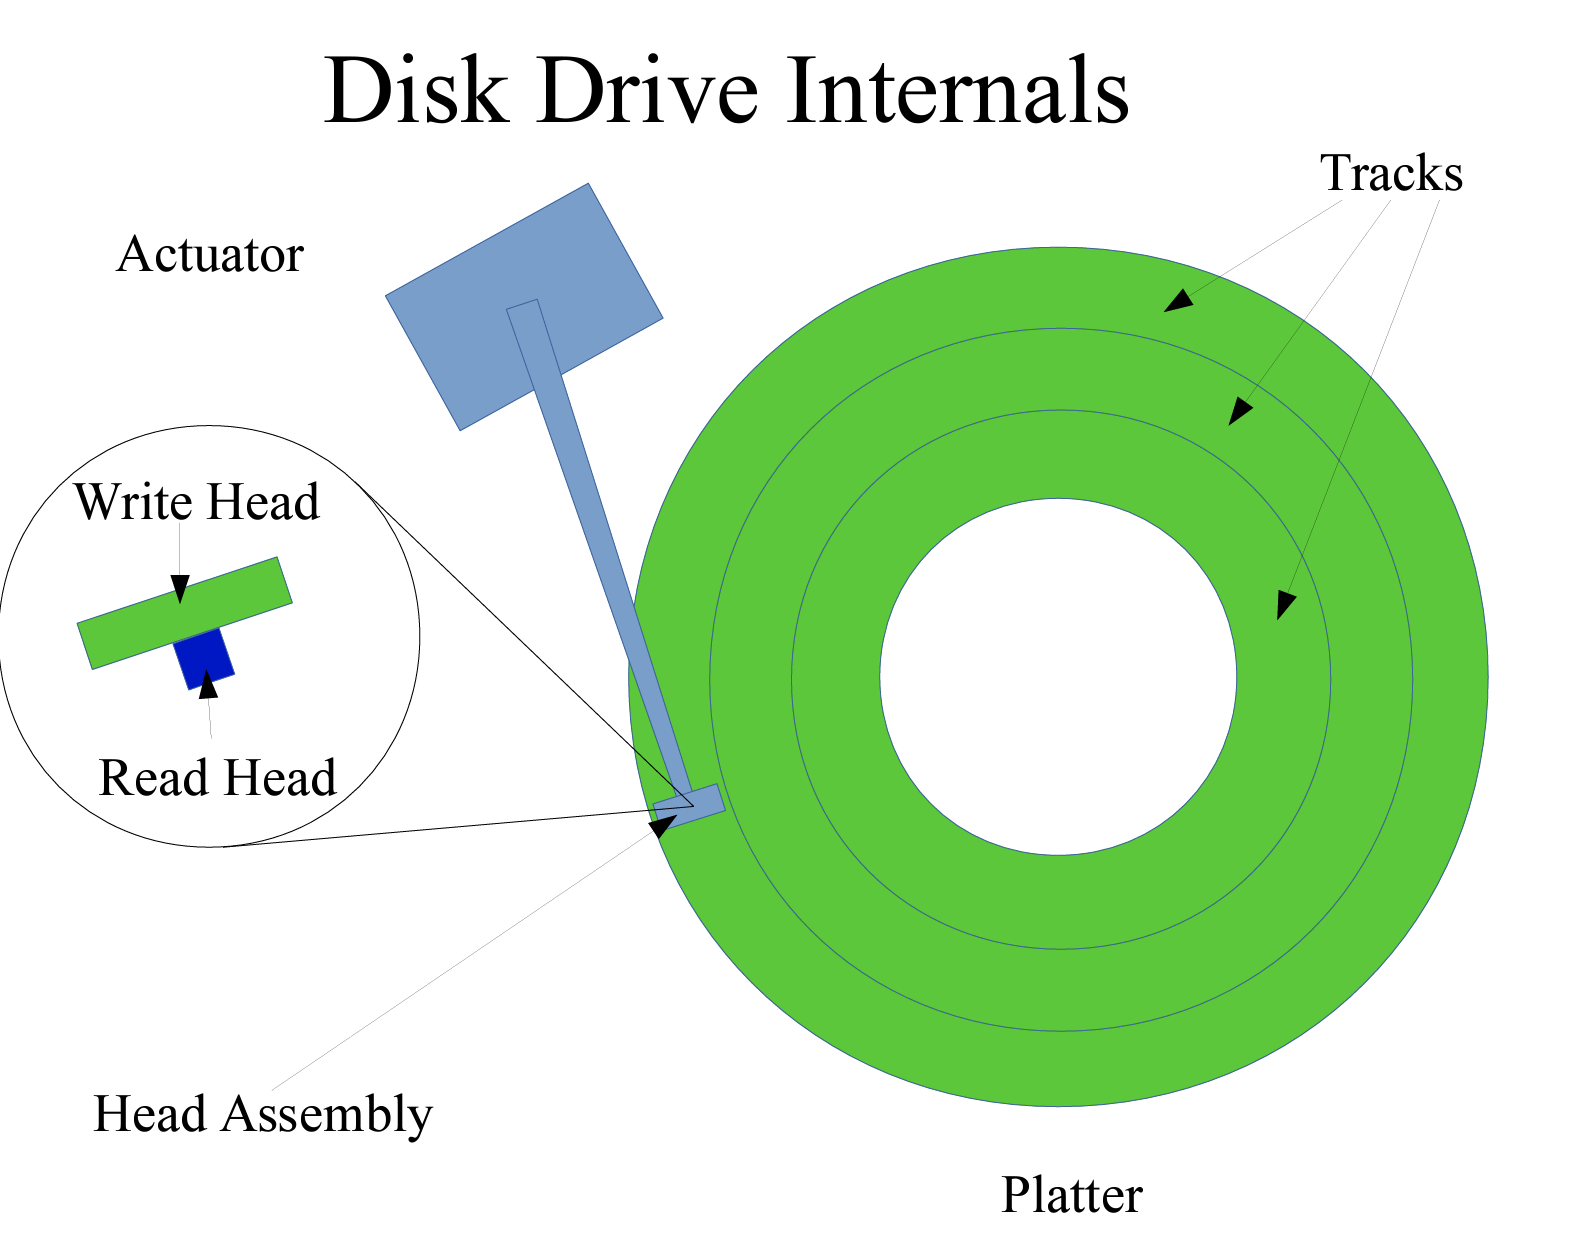 Disk Drive Internals
Tracks
Actuator
Write Head
Read Head
Head Assembly
Platter